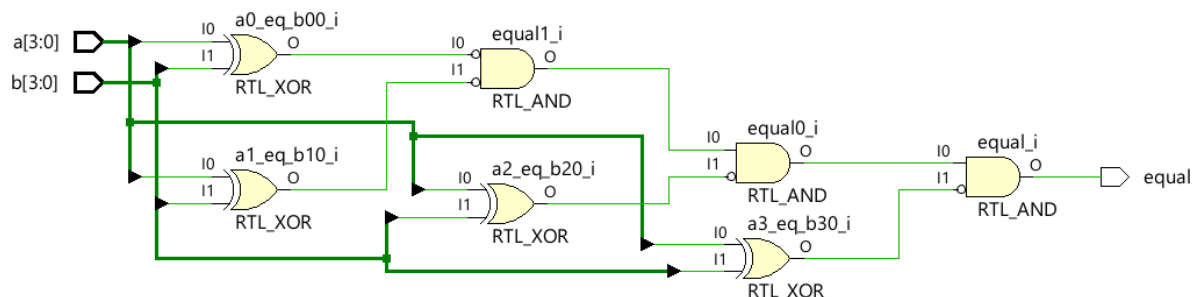 a[3:0]
b[3:0]
a0_eq_b00_i
I0
I1
O
RTL_XOR
equal1_i
I0
I1
O
RTL_AND
a1_eq_b10_i
I0
I1
O
RTL_XOR
a2_eq_b20_i
I0
I1
O
RTL_XOR
equal0_i
I0
I1
O
RTL_AND
a3_eq_b30_i
I0
I1
O
RTL_XOR
equal_i
I0
I1
O
RTL_AND
equal